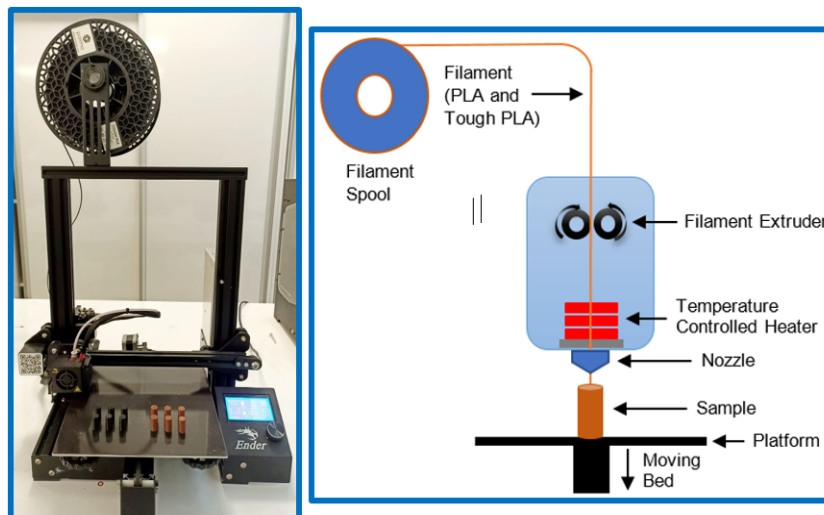 Ender
Filament
(PLA and
Tough PLA)
Filament
Spool
Filament Extruder
Temperature
Controlled Heater
Nozzle
Sample
Platform
Moving
Bed